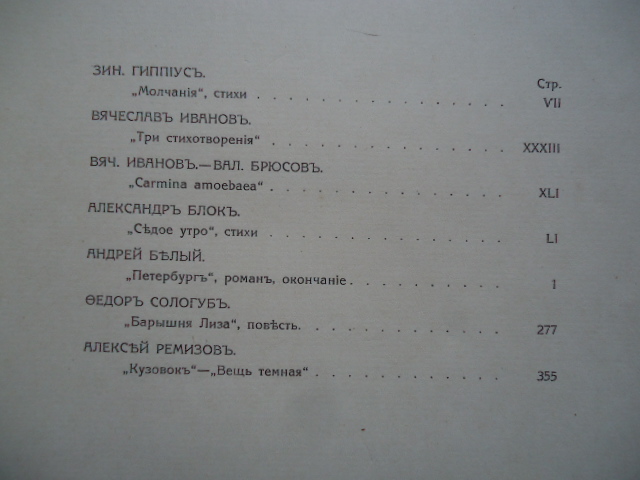 Стр.
ЗИН. ГИППІУСЪ.
„Молчанія“, стихи . . . . . . . . . . . . . . . . VII
ВЯЧЕСЛАВЪ ИВАНОВЪ.
„Три стихотворенія“ . . . . . . . . . . . . . . . XXXIII
ВЯЧ. ИВАНОВЪ.—ВАЛ. БРЮСОВЪ.
„Carmina amoebaea“ . . . . . . . . . . . . . . . XLI
АЛЕКСАНДРЪ БЛОКЪ.
„Сѣдое утро“, стихи . . . . . . . . . . . . . . . LI
АНДРЕЙ БѢЛЫЙ.
„Петербургъ“, романъ, окончаніе . . . . . . . . . . I
ѲЕДОРЪ СОЛОГУБЪ.
„Барышня Лиза“, повѣсть. . . . . . . . . . . . . 277
АЛЕКСѢЙ РЕМИЗОВЪ.
„Кузовокъ“—„Вещь темная“ . . . . . . . . . . . . 355